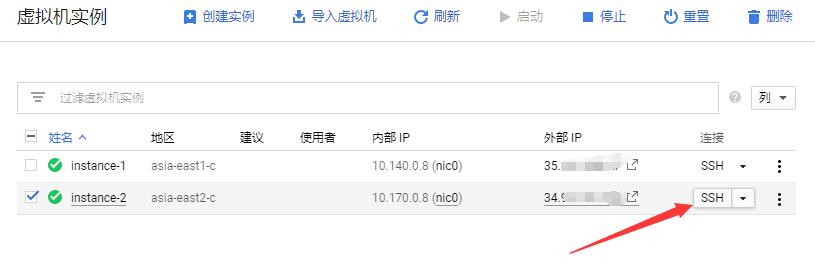 虚拟机实例 创建实例 导入虚拟机 刷新 启动 停止 重置 删除
过滤虚拟机实例 列
姓名 地区 建议 使用者 内部 IP 外部 IP 连接
instance-1 asia-east1-c 10.140.0.8 (nic0) 35. SSH
instance-2 asia-east2-c 10.170.0.8 (nic0) 34. SSH